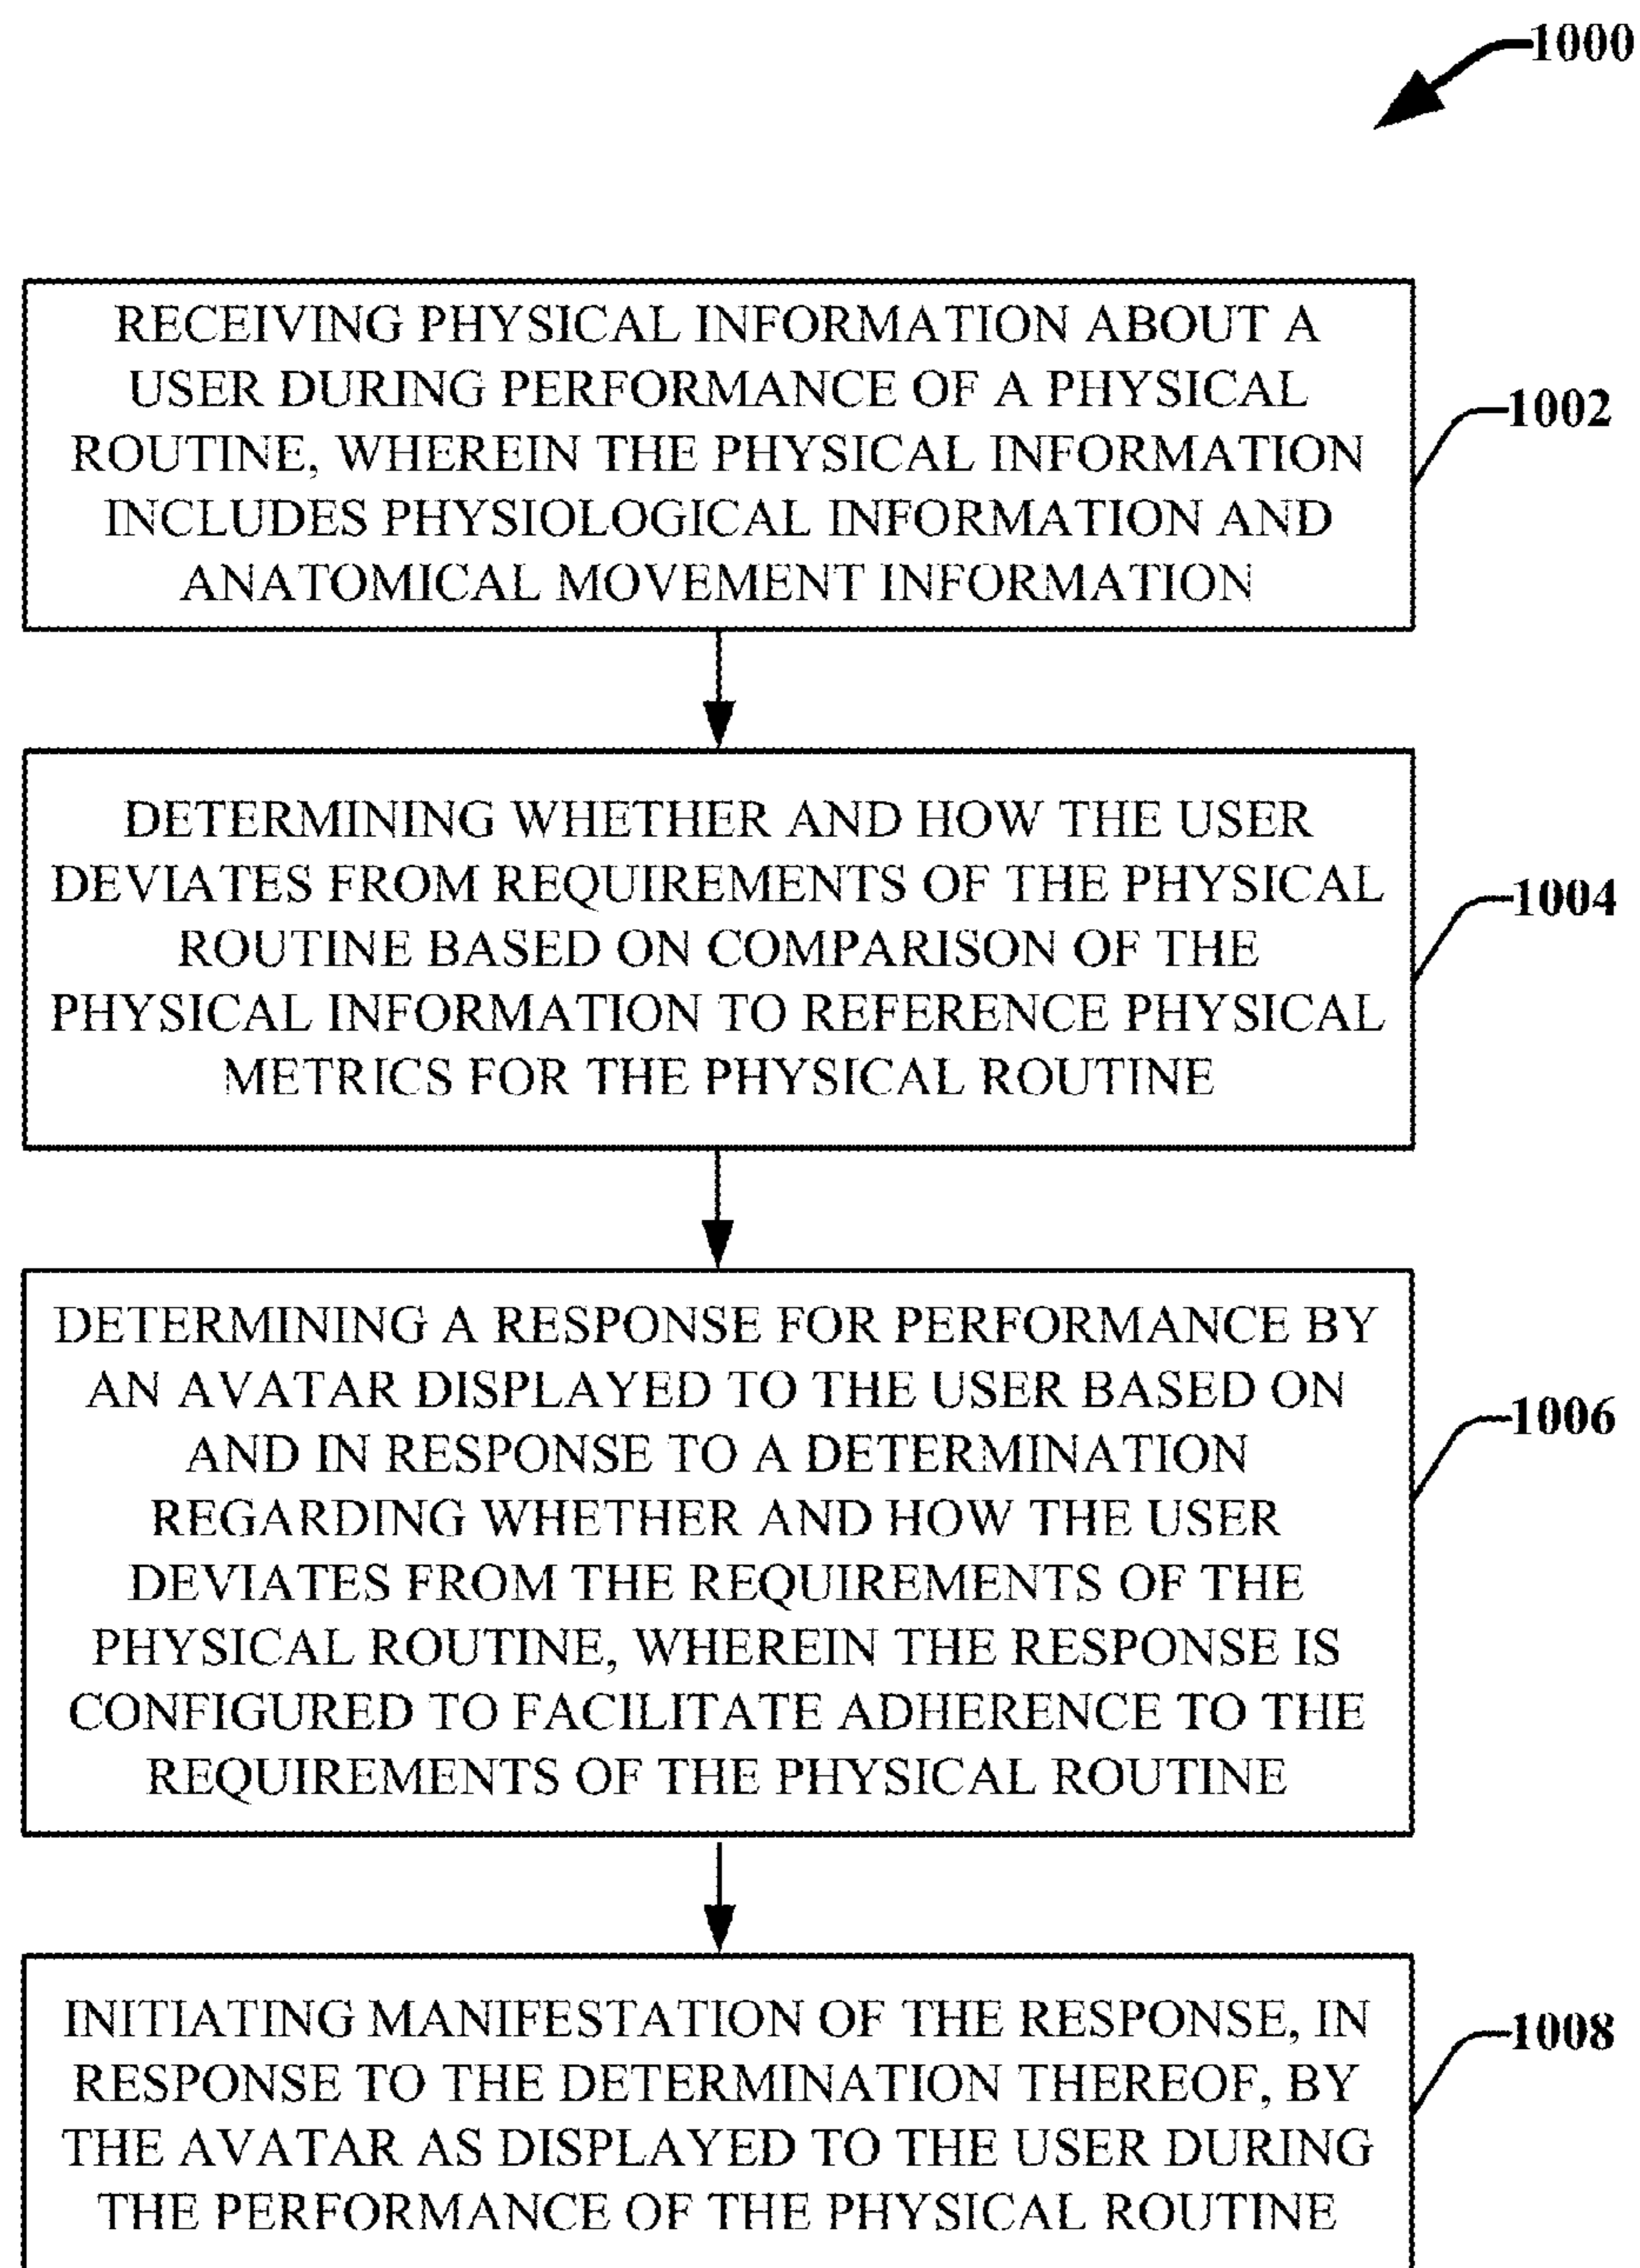 1000
RECEIVING PHYSICAL INFORMATION ABOUT A
USER DURING PERFORMANCE OF A PHYSICAL
ROUTINE, WHEREIN THE PHYSICAL INFORMATION
INCLUDES PHYSIOLOGICAL INFORMATION AND
ANATOMICAL MOVEMENT INFORMATION
1002
DETERMINING WHETHER AND HOW THE USER
DEVIATES FROM REQUIREMENTS OF THE PHYSICAL
ROUTINE BASED ON COMPARISON OF THE
PHYSICAL INFORMATION TO REFERENCE PHYSICAL
METRICS FOR THE PHYSICAL ROUTINE
1004
DETERMINING A RESPONSE FOR PERFORMANCE BY
AN AVATAR DISPLAYED TO THE USER BASED ON
AND IN RESPONSE TO A DETERMINATION
REGARDING WHETHER AND HOW THE USER
DEVIATES FROM THE REQUIREMENTS OF THE
PHYSICAL ROUTINE, WHEREIN THE RESPONSE IS
CONFIGURED TO FACILITATE ADHERENCE TO THE
REQUIREMENTS OF THE PHYSICAL ROUTINE
1006
INITIATING MANIFESTATION OF THE RESPONSE, IN
RESPONSE TO THE DETERMINATION THEREOF, BY
THE AVATAR AS DISPLAYED TO THE USER DURING
THE PERFORMANCE OF THE PHYSICAL ROUTINE
1008